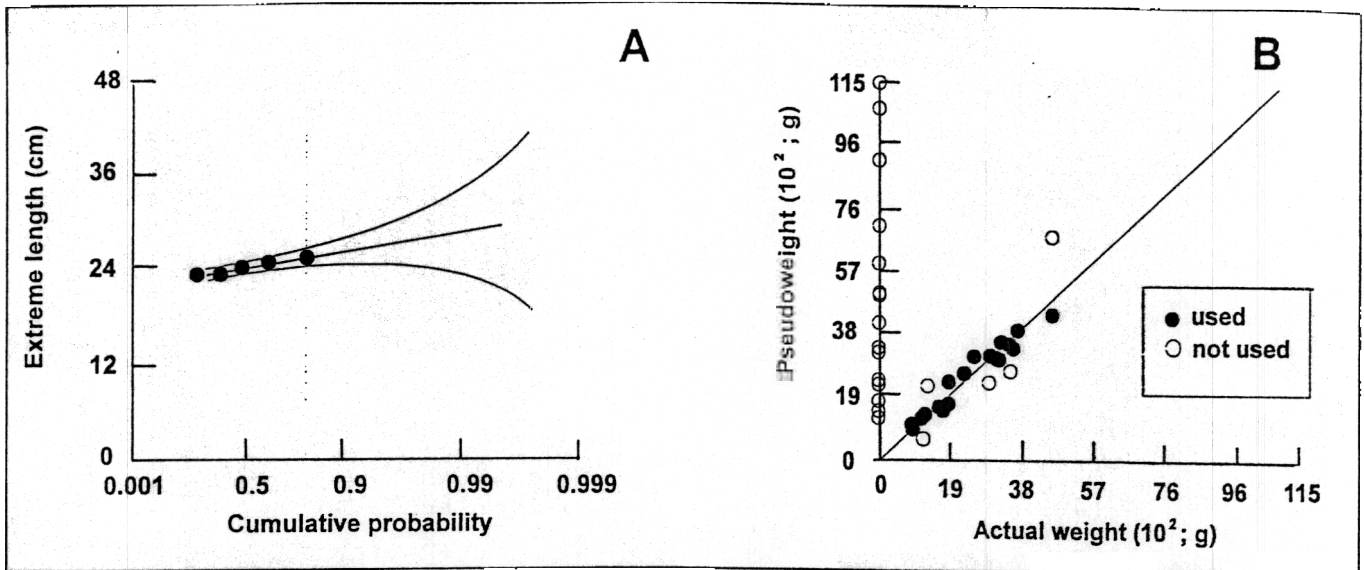 A
48
36
24
12
0
Extreme length (cm)
0.001 0.5 0.9 0.99 0.999
Cumulative probability
B
115
96
76
57
38
19
0
Pseudoweight (10²; g)
0 19 38 57 76 96 115
Actual weight (10²; g)
used
not used